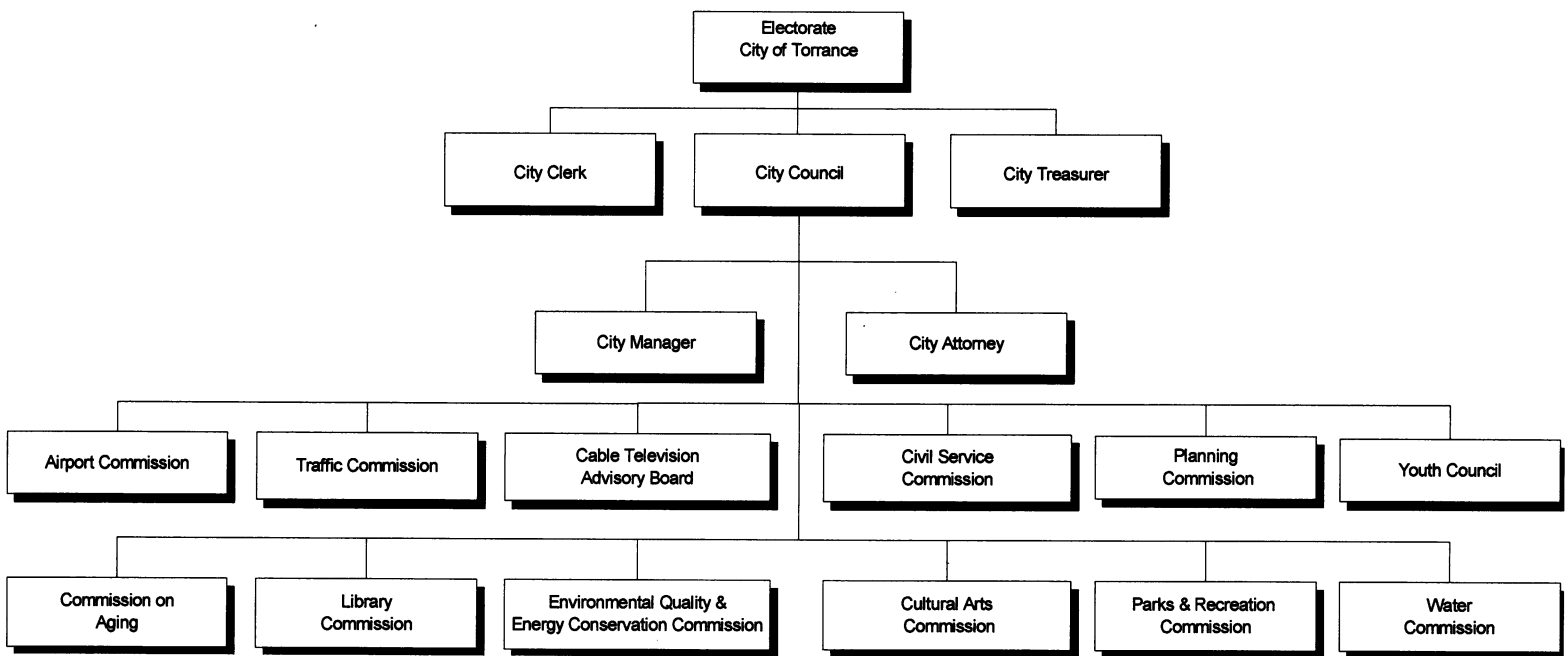 Electorate
City of Torrance
City Clerk
City Council
City Treasurer
City Manager
City Attorney
Airport Commission
Traffic Commission
Cable Television
Advisory Board
Civil Service
Commission
Planning
Commission
Youth Council
Commission on
Aging
Library
Commission
Environmental Quality &
Energy Conservation Commission
Cultural Arts
Commission
Parks & Recreation
Commission
Water
Commission